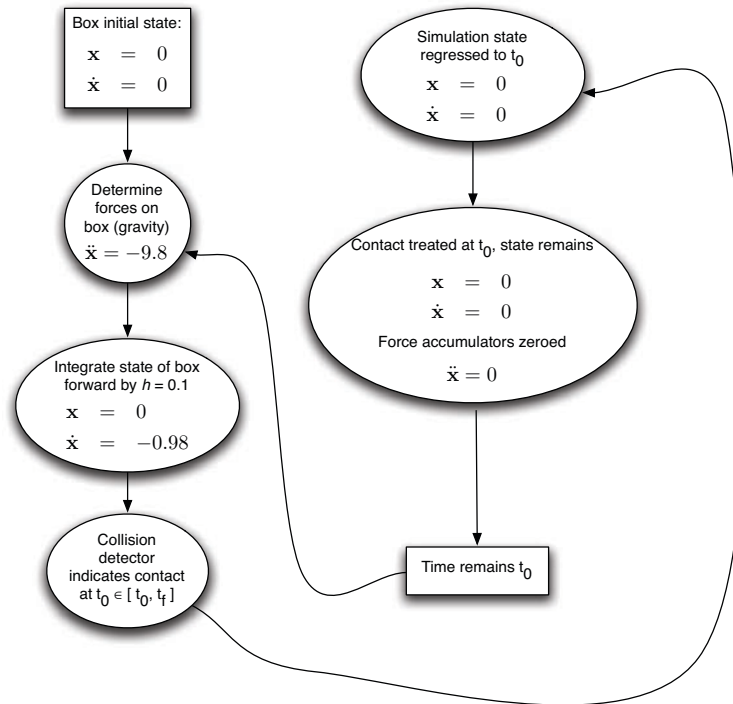 Box initial state:
x = 0
ẋ = 0
Determine
forces on
box (gravity)
ẍ = −9.8
Integrate state of box
forward by h = 0.1
x = 0
ẋ = −0.98
Collision
detector
indicates contact
at t₀ ∈ [ t₀, t_f ]
Simulation state
regressed to t₀
x = 0
ẋ = 0
Contact treated at t₀, state remains
x = 0
ẋ = 0
Force accumulators zeroed
ẍ = 0
Time remains t₀